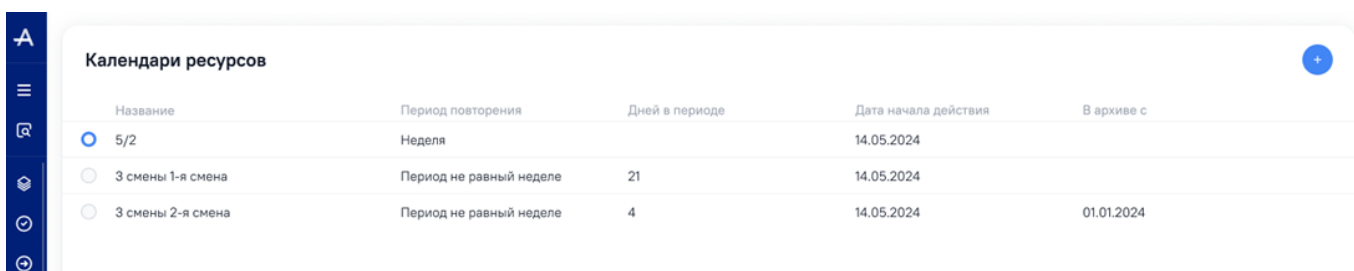 Календари ресурсов
+
Название Период повторения Дней в периоде Дата начала действия В архиве с
5/2 Неделя 14.05.2024
3 смены 1-я смена Период не равный неделе 21 14.05.2024
3 смены 2-я смена Период не равный неделе 4 14.05.2024 01.01.2024